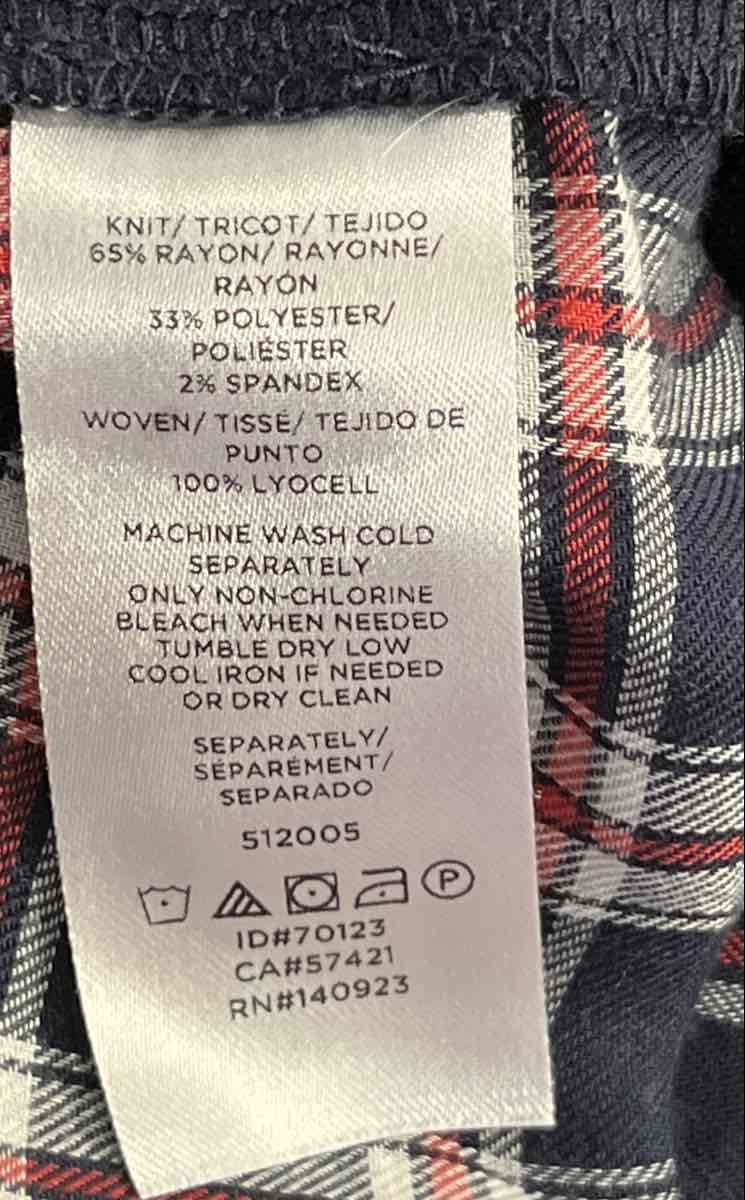 KNIT/ TRICOT/ TEJIDO
65% RAYON/ RAYONNE/
RAYÓN
33% POLYESTER/
POLIÉSTER
2% SPANDEX
WOVEN/ TISSÉ/ TEJIDO DE
PUNTO
100% LYOCELL
MACHINE WASH COLD
SEPARATELY
ONLY NON-CHLORINE
BLEACH WHEN NEEDED
TUMBLE DRY LOW
COOL IRON IF NEEDED
OR DRY CLEAN
SEPARATELY/
SÉPARÉMENT/
SEPARADO
512005
P
ID#70123
CA#57421
RN#140923